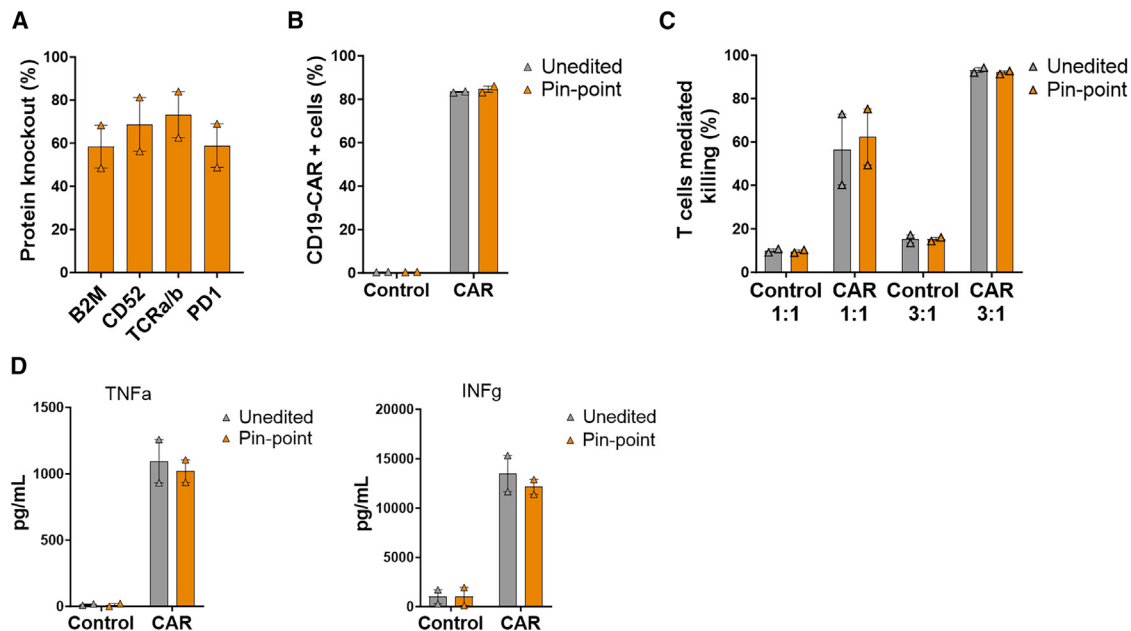 A
Protein knockout (%)
100
80
60
40
20
0
B2M
CD52
TCRa/b
PD1
B
CD19-CAR + cells (%)
100
80
60
40
20
0
Control
CAR
Unedited
Pin-point
C
T cells mediated
killing (%)
100
80
60
40
20
0
Control
1:1
CAR
1:1
Control
3:1
CAR
3:1
Unedited
Pin-point
D
TNFa
pg/mL
1500
1000
500
0
Control
CAR
Unedited
Pin-point
INFg
pg/mL
20000
15000
10000
5000
0
Control
CAR
Unedited
Pin-point